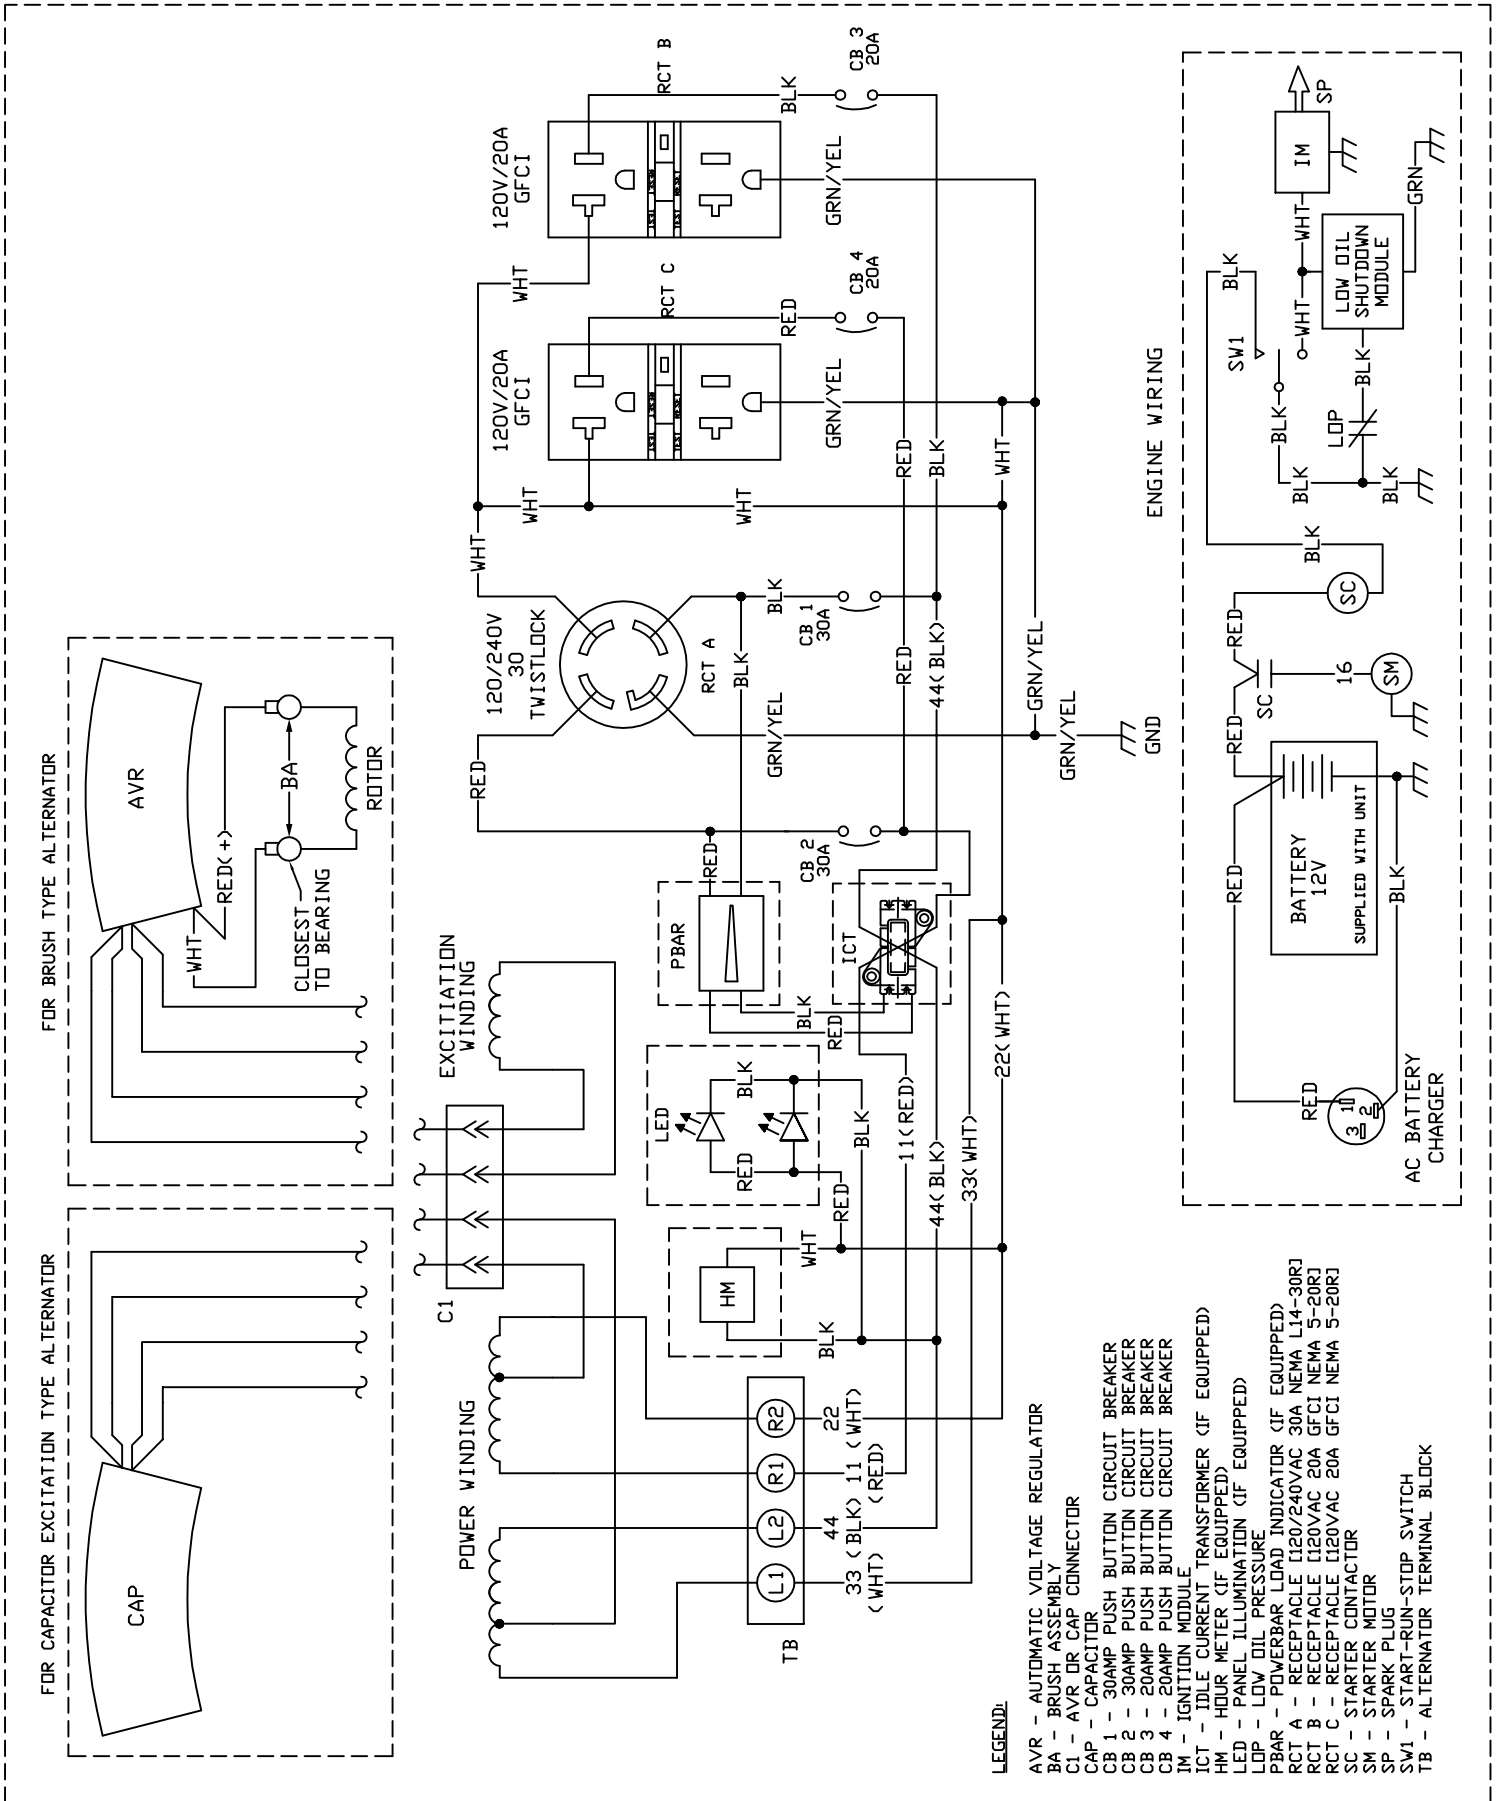 FOR CAPACITOR EXCITATION TYPE ALTERNATOR
CAP
FOR BRUSH TYPE ALTERNATOR
AVR
WHT
RED(+)
BA
ROTOR
CLOSEST
TO BEARING
C1
EXCITIATION
WINDING
POWER WINDING
120/240V
30
TWISTLOCK
RCT A
120V/20A
GFCI
RCT C
RESET
TEST
RESET
TEST
120V/20A
GFCI
RCT B
RESET
TEST
RESET
TEST
RED
WHT
WHT
WHT
WHT
BLK
CB 3
20A
GRN/YEL
RED
CB 4
20A
GRN/YEL
BLK
CB 1
30A
BLK
GRN/YEL
RED
CB 2
30A
PBAR
ICT
BLK
RED
LED
BLK
RED
BLK
RED
HM
WHT
BLK
L1
L2
R1
R2
TB
22
(WHT)
11
(RED)
44
(BLK)
33
(WHT)
11(RED)
44(BLK)
33(WHT)
22(WHT)
RED
BLK
WHT
RED
44(BLK)
GRN/YEL
GRN/YEL
GND
ENGINE WIRING
IM
SP
WHT
WHT
LOW OIL
SHUTDOWN
MODULE
GRN
BLK
SW1
BLK
LOP
BLK
BLK
BLK
BLK
SC
RED
SC
16
SM
RED
RED
BATTERY
12V
SUPPLIED WITH UNIT
BLK
RED
1
2
3
AC BATTERY
CHARGER
LEGEND:
AVR - AUTOMATIC VOLTAGE REGULATOR
BA - BRUSH ASSEMBLY
C1 - AVR OR CAP CONNECTOR
CAP - CAPACITOR
CB 1 - 30AMP PUSH BUTTON CIRCUIT BREAKER
CB 2 - 30AMP PUSH BUTTON CIRCUIT BREAKER
CB 3 - 20AMP PUSH BUTTON CIRCUIT BREAKER
CB 4 - 20AMP PUSH BUTTON CIRCUIT BREAKER
IM - IGNITION MODULE
ICT - IDLE CURRENT TRANSFORMER (IF EQUIPPED)
HM - HOUR METER (IF EQUIPPED)
LED - PANEL ILLUMINATION (IF EQUIPPED)
LOP - LOW OIL PRESSURE
PBAR - POWERBAR LOAD INDICATOR (IF EQUIPPED)
RCT A - RECEPTACLE [120/240VAC 30A NEMA L14-30R]
RCT B - RECEPTACLE [120VAC 20A GFCI NEMA 5-20R]
RCT C - RECEPTACLE [120VAC 20A GFCI NEMA 5-20R]
SC - STARTER CONTACTOR
SM - STARTER MOTOR
SP - SPARK PLUG
SW1 - START-RUN-STOP SWITCH
TB - ALTERNATOR TERMINAL BLOCK